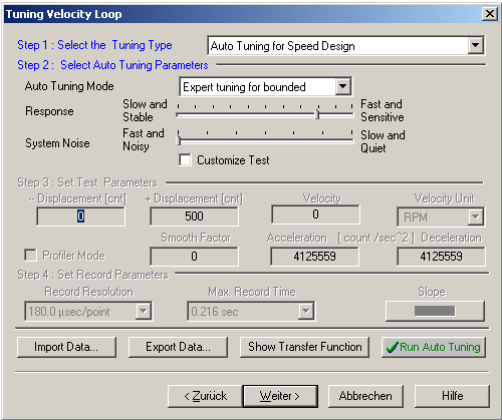 Tuning Velocity Loop
Step 1 : Select the Tuning Type
Auto Tuning for Speed Design
Step 2 : Select Auto Tuning Parameters
Auto Tuning Mode
Expert tuning for bounded
Response
Slow and Stable
Fast and Sensitive
System Noise
Fast and Noisy
Slow and Quiet
Customize Test
Step 3 : Set Test Parameters
-- Displacement [cnt]
+ Displacement [cnt]
Velocity
Velocity Unit
0
500
0
RPM
Smooth Factor
Acceleration [ count /sec^2 ] Deceleration
Profiler Mode
0
4125559
4125559
Step 4 : Set Record Parameters
Record Resolution
Max. Record Time
Slope
180.0 µsec/point
0.216 sec
Import Data...
Export Data...
Show Transfer Function
Run Auto Tuning
< Zurück
Weiter >
Abbrechen
Hilfe